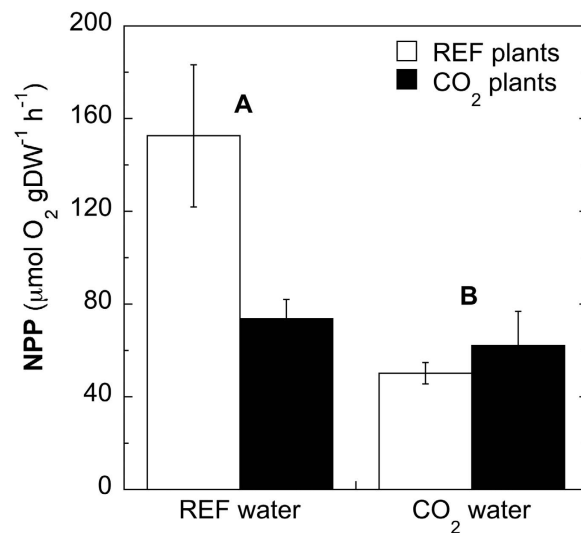 200
160
120
80
40
0
NPP (μmol O₂ gDW⁻¹ h⁻¹)
REF plants
CO₂ plants
A
B
REF water
CO₂ water